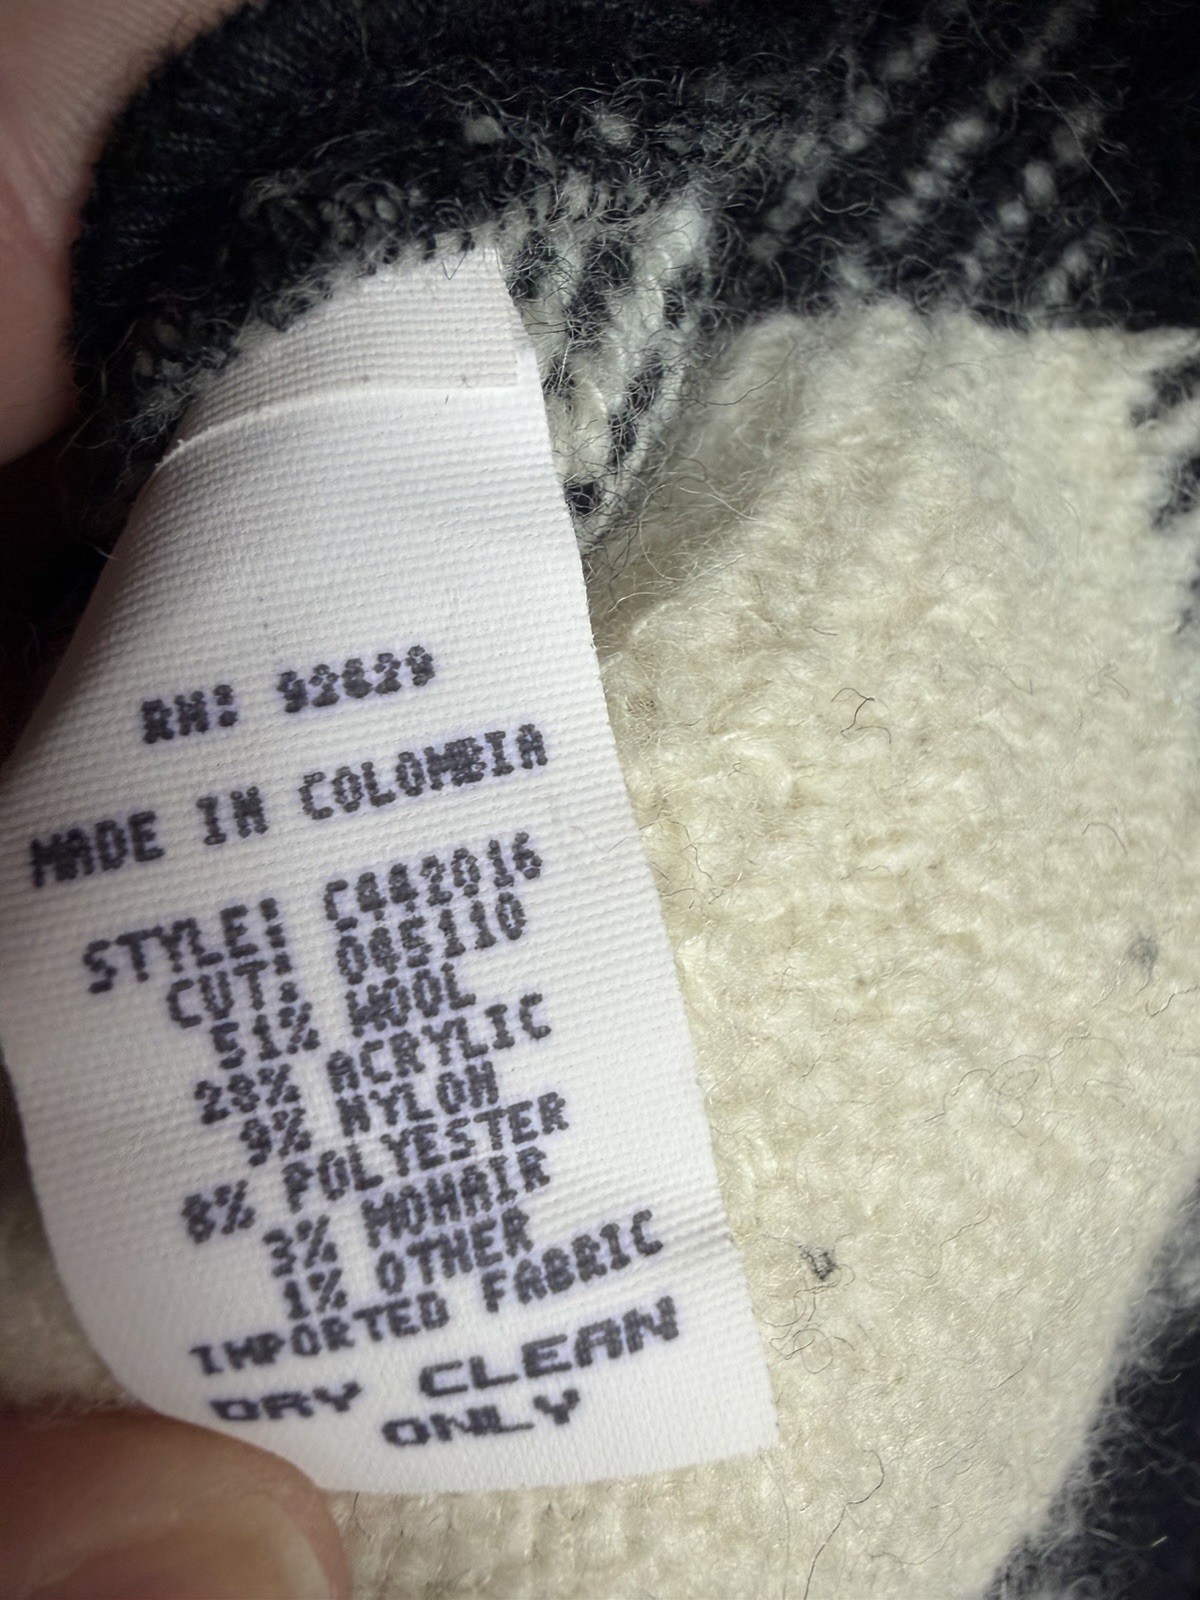 RN: 92629
MADE IN COLOMBIA
STYLE: C442016
CUT: 045110
51% WOOL
28% ACRYLIC
9% NYLON
8% POLYESTER
3% MOHAIR
1% OTHER
IMPORTED FABRIC
DRY CLEAN
ONLY